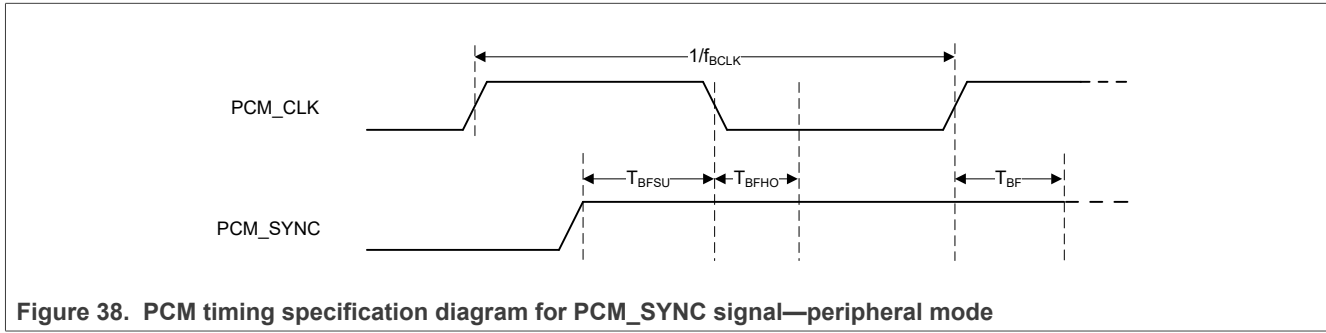 1/fBCLK
PCM_CLK
TBFSU
TBFHO
TBF
PCM_SYNC
Figure 38. PCM timing specification diagram for PCM_SYNC signal—peripheral mode